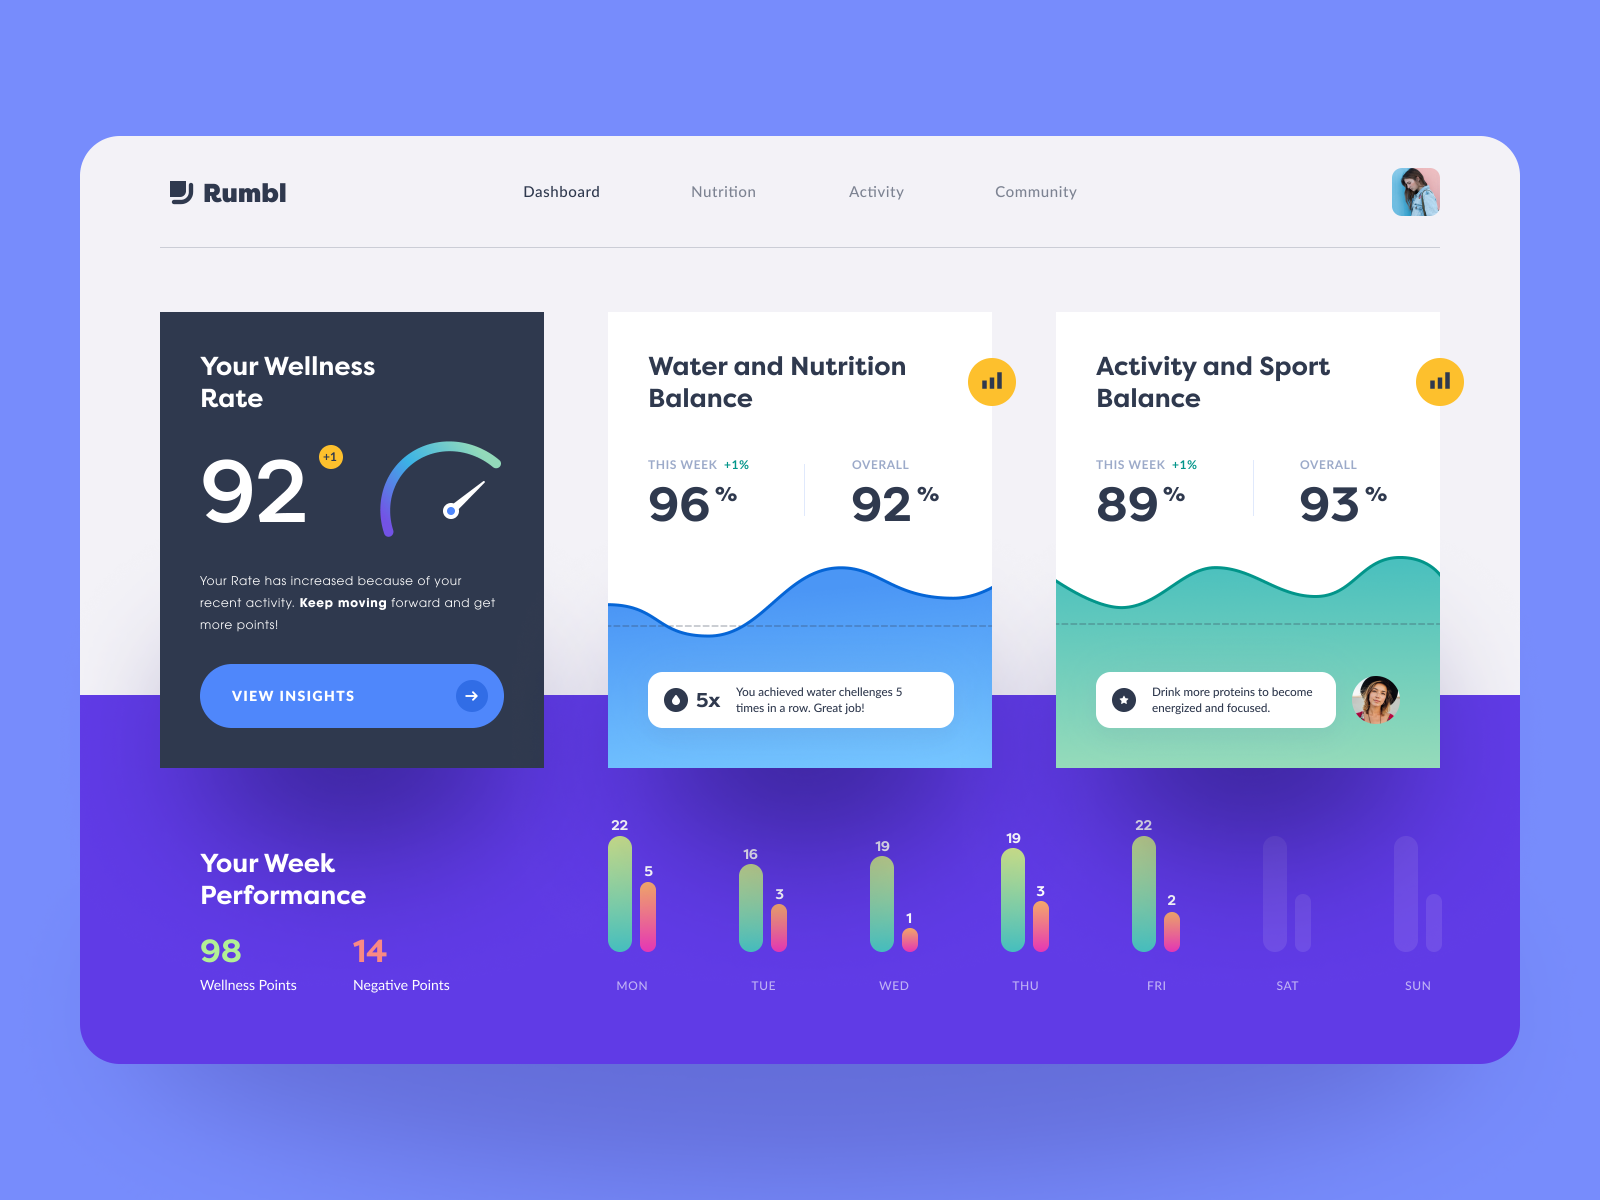 Rumbl
Dashboard
Nutrition
Activity
Community
Your Wellness
Rate
92
+1
Your Rate has increased because of your
recent activity. Keep moving forward and get
more points!
VIEW INSIGHTS
Water and Nutrition
Balance
THIS WEEK +1%
96%
OVERALL
92%
5x
You achieved water chellenges 5
times in a row. Great job!
Activity and Sport
Balance
THIS WEEK +1%
89%
OVERALL
93%
Drink more proteins to become
energized and focused.
Your Week
Performance
98
Wellness Points
14
Negative Points
22
5
MON
16
3
TUE
19
1
WED
19
3
THU
22
2
FRI
SAT
SUN